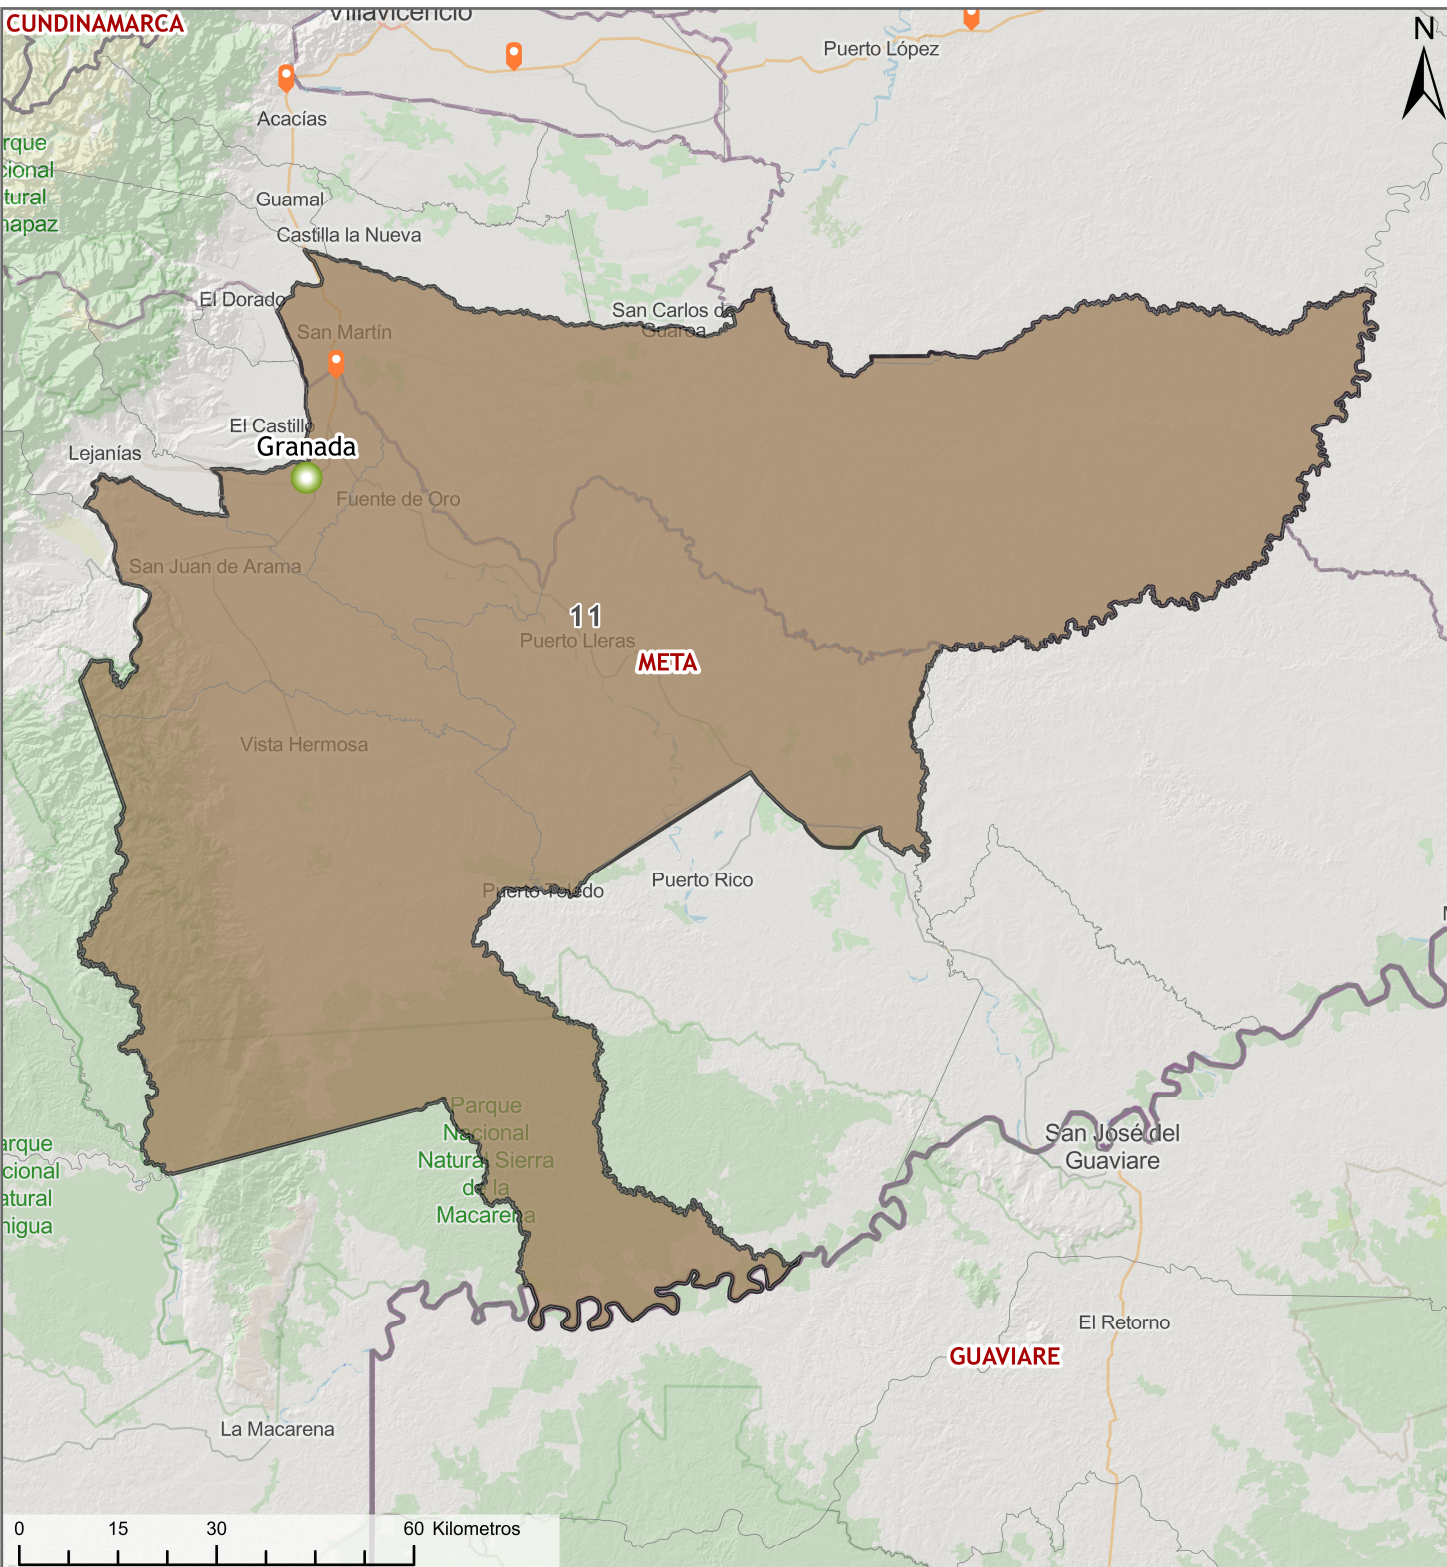 CUNDINAMARCA
Villavicencio
Puerto López
N
Acacías
rque
cional
tural
napaz
Guamal
Castilla la Nueva
El Dorado
San Carlos de
Guaroa
San Martín
El Castillo
Granada
Lejanías
Fuente de Oro
San Juan de Arama
11
Puerto Lleras
META
Vista Hermosa
Puerto Toledo
Puerto Rico
Parque
Nacional
Natural Sierra
de la
Macarena
San José del
Guaviare
arque
cional
atural
nigua
El Retorno
GUAVIARE
La Macarena
0 15 30 60 Kilometros